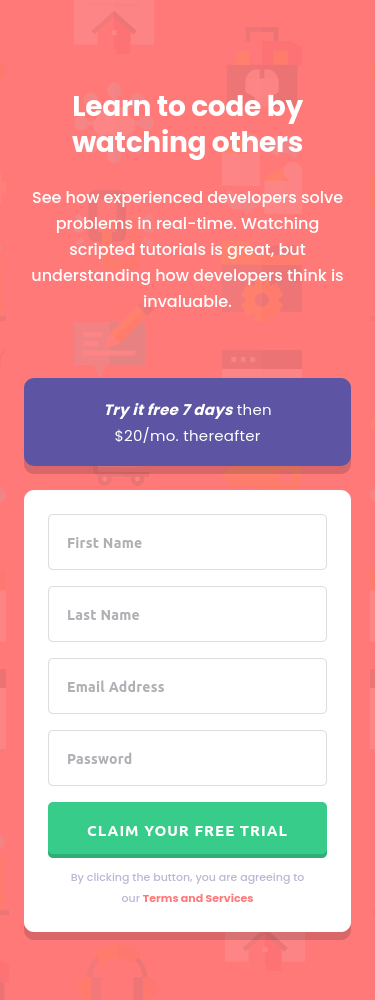 Learn to code by
watching others
See how experienced developers solve
problems in real-time. Watching
scripted tutorials is great, but
understanding how developers think is
invaluable.
Try it free 7 days then
$20/mo. thereafter
First Name
Last Name
Email Address
Password
CLAIM YOUR FREE TRIAL
By clicking the button, you are agreeing to
our Terms and Services